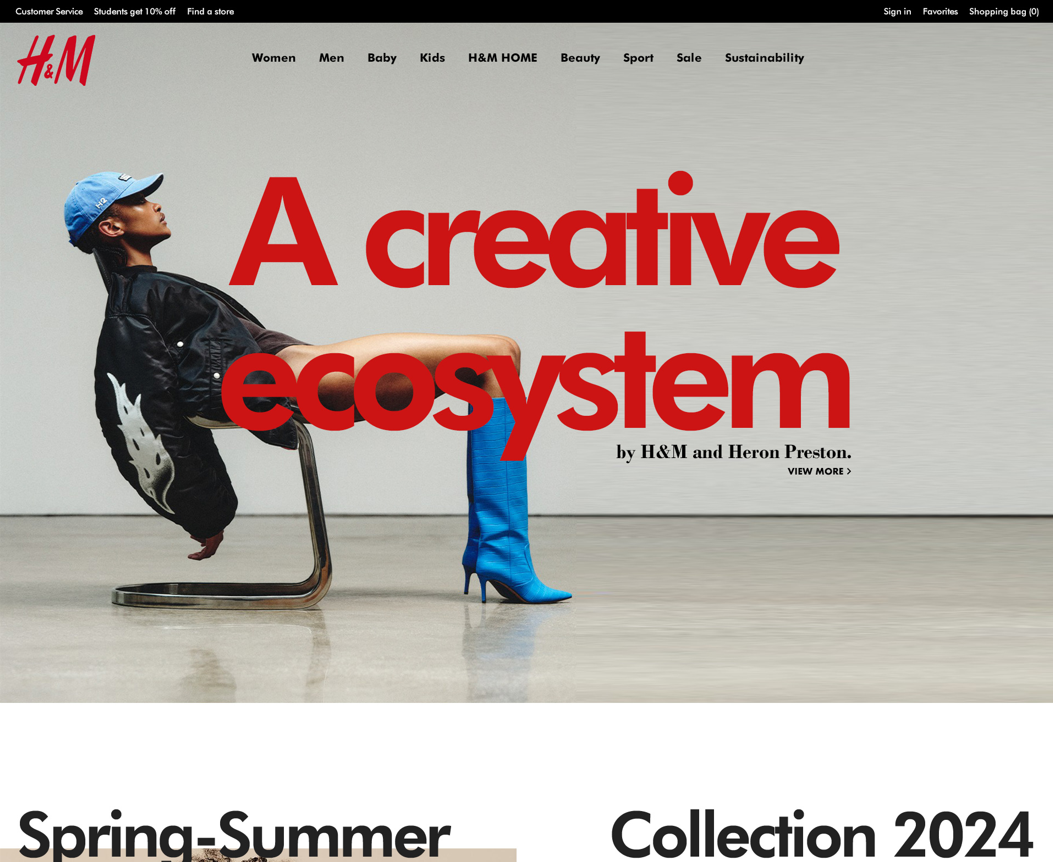 Customer Service Students get 10% off Find a store
Sign in Favorites Shopping bag (0)
H&M
Women Men Baby Kids H&M HOME Beauty Sport Sale Sustainability
A creative
ecosystem
by H&M and Heron Preston.
VIEW MORE >
Spring-Summer Collection 2024